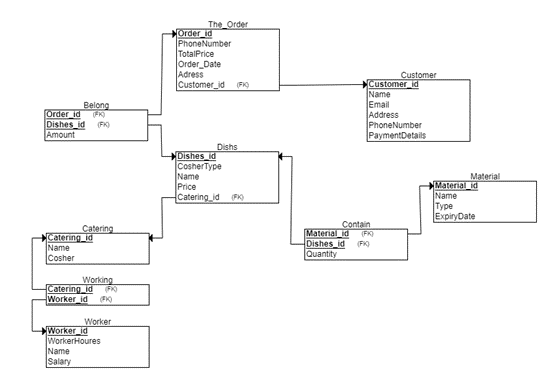 The_Order
Order_id
PhoneNumber
TotalPrice
Order_Date
Adress
Customer_id (FK)
Customer
Customer_id
Name
Email
Address
PhoneNumber
PaymentDetails
Belong
Order_id (FK)
Dishes_id (FK)
Amount
Dishs
Dishes_id
CosherType
Name
Price
Catering_id (FK)
Material
Material_id
Name
Type
ExpiryDate
Contain
Material_id (FK)
Dishes_id (FK)
Quantity
Catering
Catering_id
Name
Cosher
Working
Catering_id (FK)
Worker_id (FK)
Worker
Worker_id
WorkerHoures
Name
Salary